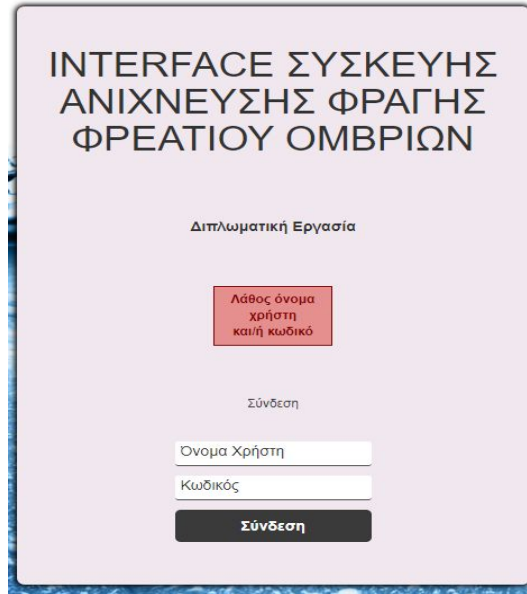 INTERFACE ΣΥΣΚΕΥΗΣ
ΑΝΙΧΝΕΥΣΗΣ ΦΡΑΓΗΣ
ΦΡΕΑΤΙΟΥ ΟΜΒΡΙΩΝ
Διπλωματική Εργασία
Λάθος όνομα
χρήστη
και/ή κωδικό
Σύνδεση
Όνομα Χρήστη
Κωδικός
Σύνδεση